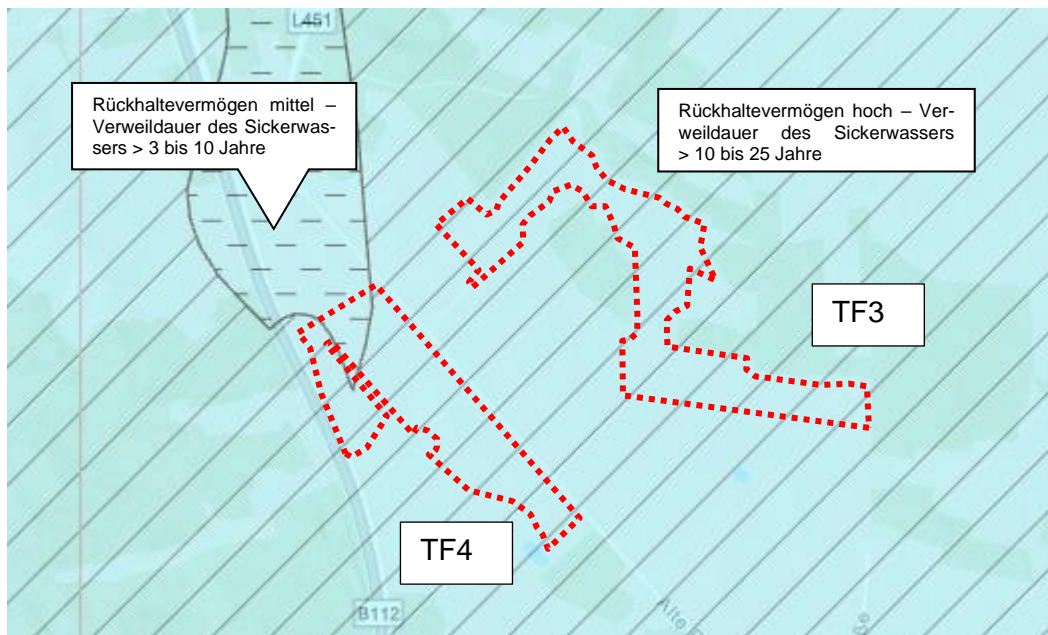 L451
Rückhaltevermögen mittel –
Verweildauer des Sickerwas-
sers > 3 bis 10 Jahre
Rückhaltevermögen hoch – Ver-
weildauer des Sickerwassers
> 10 bis 25 Jahre
TF3
TF4
B112
Alte